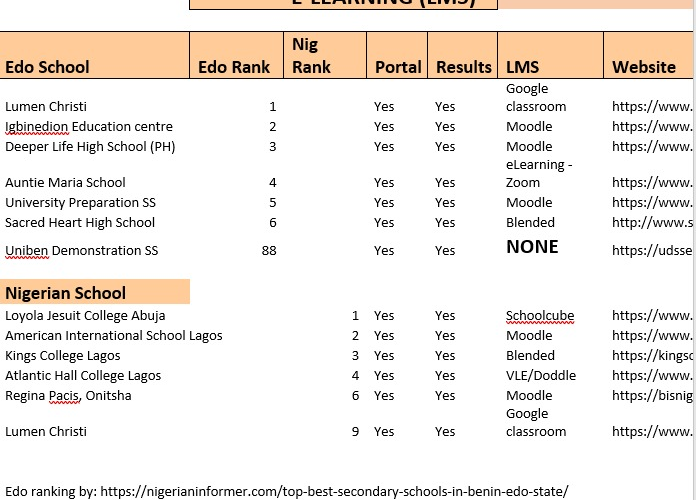 E-LEARNING (LMS)
Edo School Edo Rank Nig Rank Portal Results LMS Website
Lumen Christi 1 Yes Yes Google classroom https://www.
Igbinedion Education centre 2 Yes Yes Moodle https://www.
Deeper Life High School (PH) 3 Yes Yes Moodle https://www.
Auntie Maria School 4 Yes Yes eLearning - Zoom https://www.
University Preparation SS 5 Yes Yes Moodle https://www.
Sacred Heart High School 6 Yes Yes Blended http://www.s
Uniben Demonstration SS 88 Yes Yes NONE https://udsse
Nigerian School
Loyola Jesuit College Abuja 1 Yes Yes Schoolcube https://www.
American International School Lagos 2 Yes Yes Moodle https://www.
Kings College Lagos 3 Yes Yes Blended https://kingsc
Atlantic Hall College Lagos 4 Yes Yes VLE/Doddle https://www.
Regina Pacis, Onitsha 6 Yes Yes Moodle https://bisnig
Lumen Christi 9 Yes Yes Google classroom https://www.
Edo ranking by: https://nigerianinformer.com/top-best-secondary-schools-in-benin-edo-state/